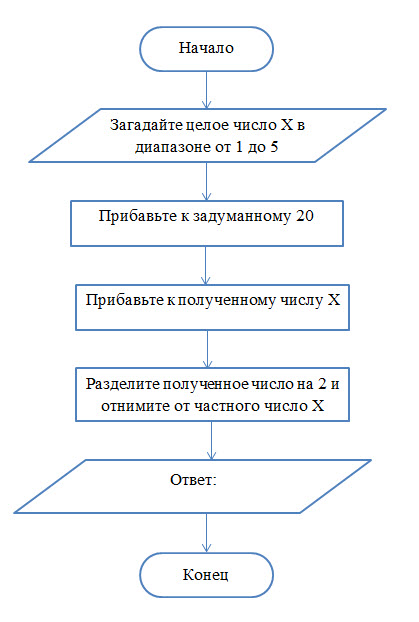 Начало
Загадайте целое число X в
диапазоне от 1 до 5
Прибавьте к задуманному 20
Прибавьте к полученному числу X
Разделите полученное число на 2 и
отнимите от частного число X
Ответ:
Конец